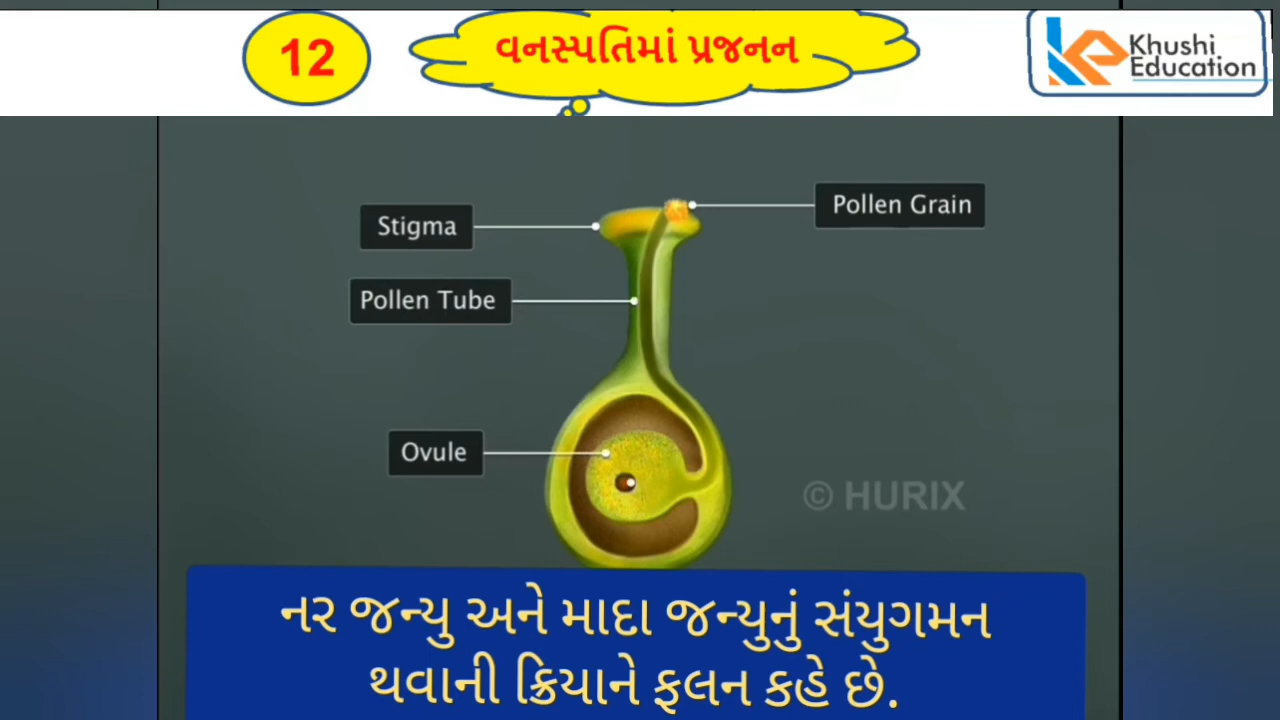 12
વનસ્પતિમાં પ્રજનન
Khushi
Education
Pollen Grain
Stigma
Pollen Tube
Ovule
© HURIX
નર જન્યુ અને માદા જન્યુનું સંયુગમન
થવાની ક્રિયાને ફલન કહે છે.